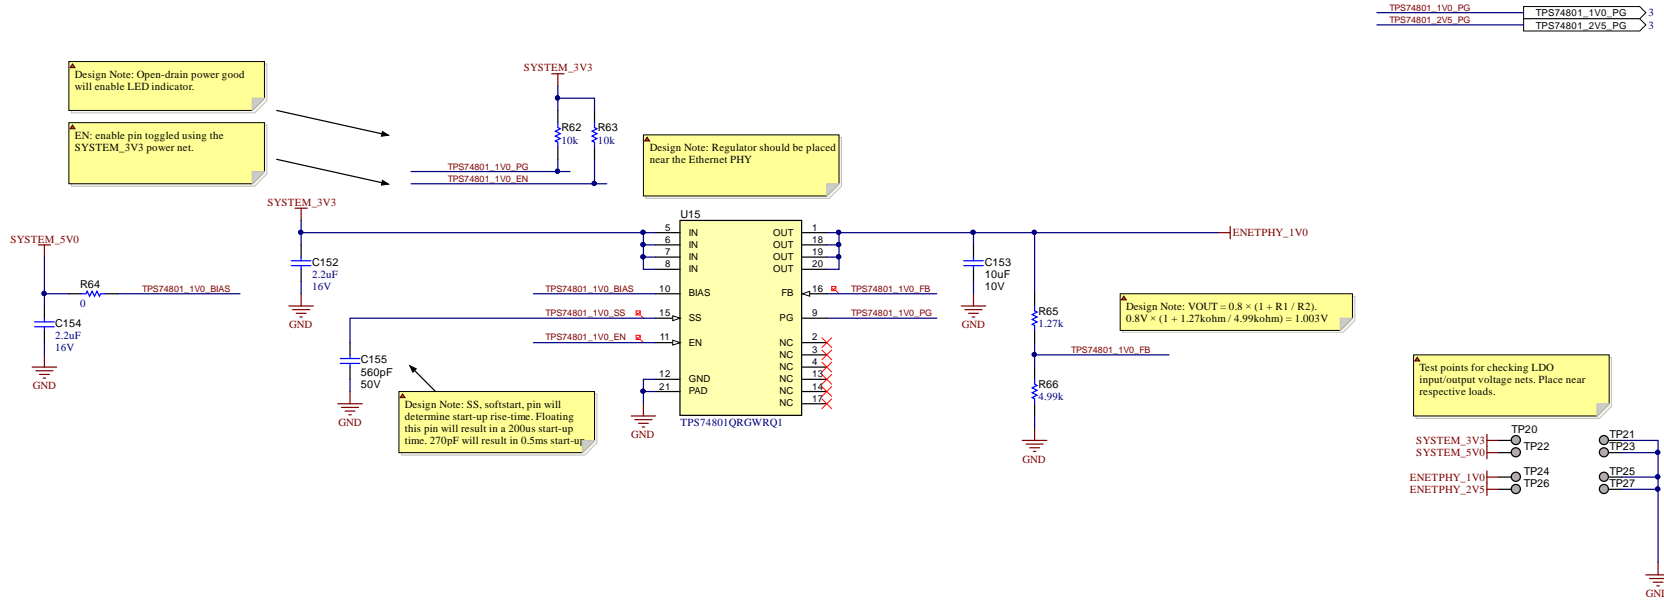 TPS74801_1V0_PG
TPS74801_1V0_PG
3
TPS74801_2V5_PG
TPS74801_2V5_PG
3
Design Note: Open-drain power good
will enable LED indicator.
EN: enable pin toggled using the
SYSTEM_3V3 power net.
SYSTEM_3V3
R62
10k
R63
10k
TPS74801_1V0_PG
TPS74801_1V0_EN
Design Note: Regulator should be placed
near the Ethernet PHY
SYSTEM_3V3
C152
2.2uF
16V
GND
SYSTEM_5V0
R64
0
TPS74801_1V0_BIAS
C154
2.2uF
16V
GND
U15
5 IN
6 IN
7 IN
8 IN
10 BIAS
15 SS
11 EN
12 GND
21 PAD
OUT 1
OUT 18
OUT 19
OUT 20
FB 16
PG 9
NC 2
NC 3
NC 4
NC 13
NC 14
NC 17
TPS74801QRGWRQ1
TPS74801_1V0_BIAS
TPS74801_1V0_SS
TPS74801_1V0_EN
TPS74801_1V0_FB
TPS74801_1V0_PG
C155
560pF
50V
GND
Design Note: SS, softstart, pin will
determine start-up rise-time. Floating
this pin will result in a 200us start-up
time. 270pF will result in 0.5ms start-up
GND
C153
10uF
10V
GND
ENETPHY_1V0
R65
1.27k
TPS74801_1V0_FB
R66
4.99k
GND
Design Note: VOUT = 0.8 × (1 + R1 / R2).
0.8V × (1 + 1.27kohm / 4.99kohm) = 1.003V
Test points for checking LDO
input/output voltage nets. Place near
respective loads.
SYSTEM_3V3
TP20
TP21
SYSTEM_5V0
TP22
TP23
ENETPHY_1V0
TP24
TP25
ENETPHY_2V5
TP26
TP27
GND